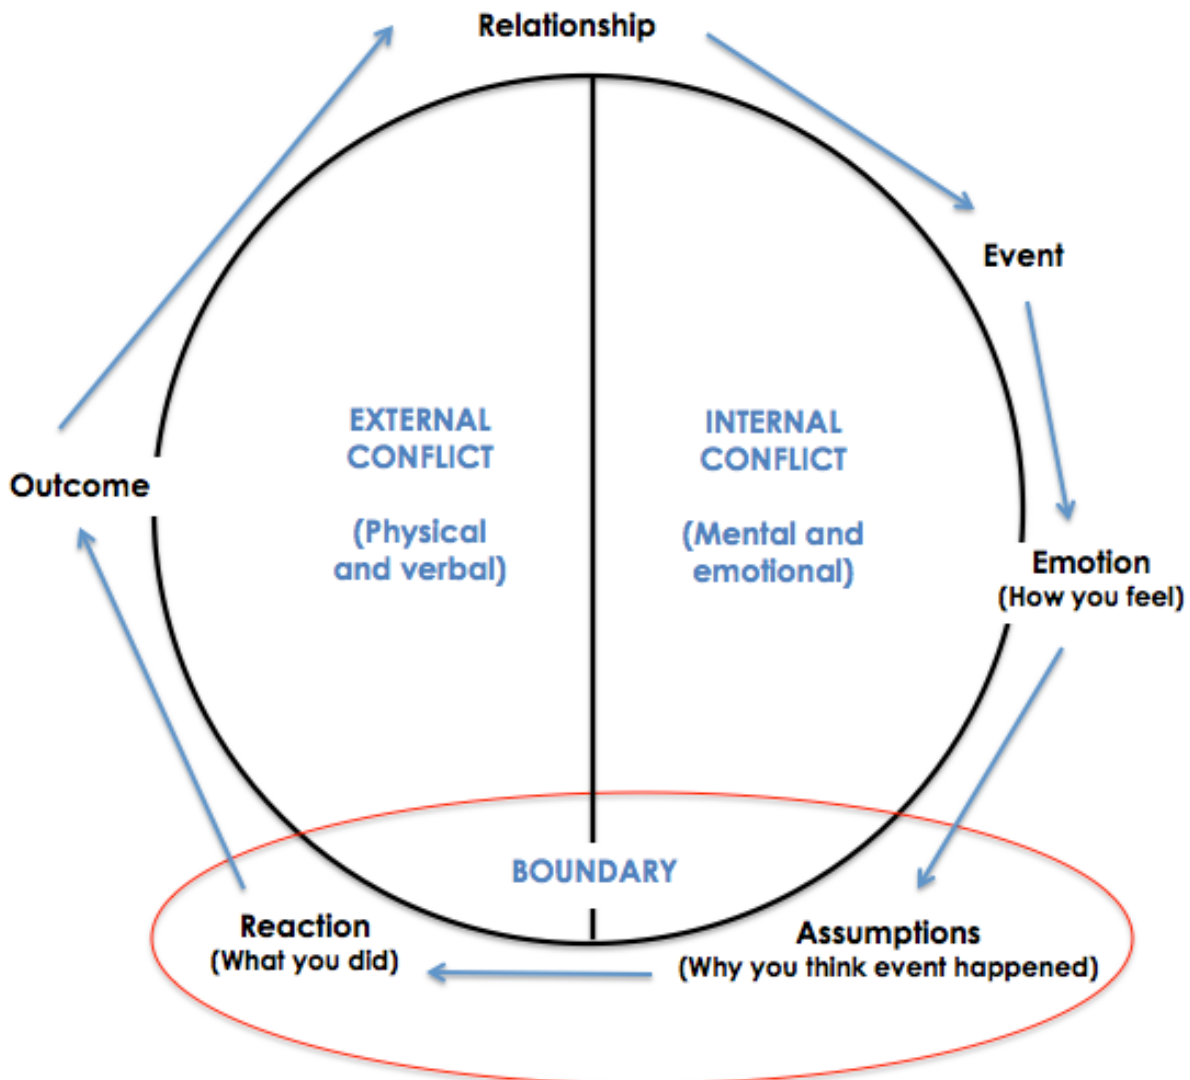 Relationship
Event
EXTERNAL
CONFLICT
(Physical
and verbal)
INTERNAL
CONFLICT
(Mental and
emotional)
Outcome
Emotion
(How you feel)
BOUNDARY
Reaction
(What you did)
Assumptions
(Why you think event happened)